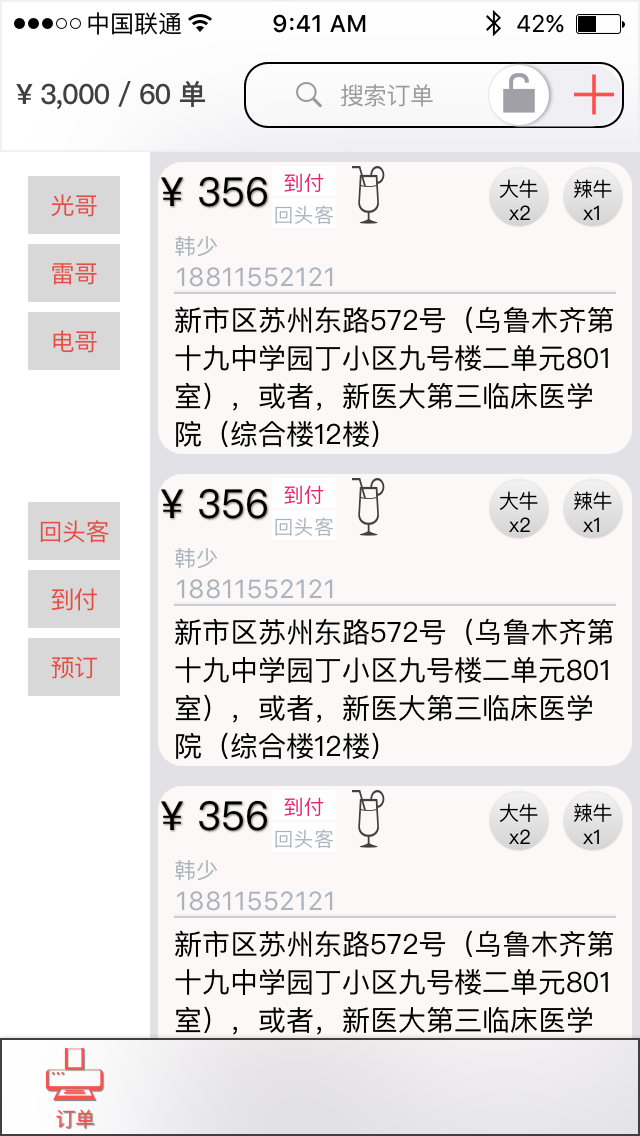 中国联通 9:41 AM 42%
¥ 3,000 / 60 单 搜索订单
光哥
雷哥
电哥
回头客
到付
预订
¥ 356 到付 大牛 辣牛
回头客 x2 x1
韩少
18811552121
新市区苏州东路572号（乌鲁木齐第
十九中学园丁小区九号楼二单元801
室），或者，新医大第三临床医学
院（综合楼12楼）
¥ 356 到付 大牛 辣牛
回头客 x2 x1
韩少
18811552121
新市区苏州东路572号（乌鲁木齐第
十九中学园丁小区九号楼二单元801
室），或者，新医大第三临床医学
院（综合楼12楼）
¥ 356 到付 大牛 辣牛
回头客 x2 x1
韩少
18811552121
新市区苏州东路572号（乌鲁木齐第
十九中学园丁小区九号楼二单元801
室），或者，新医大第三临床医学
订单